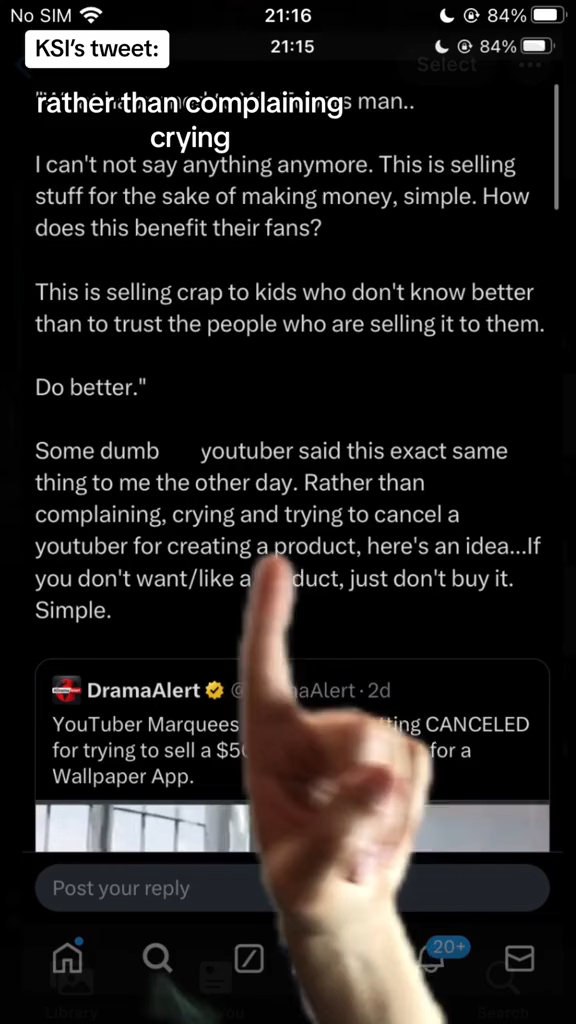 No SIM 21:16 84%
KSI's tweet: 21:15 84%
Select
rather than complaining
crying
man..
I can't not say anything anymore. This is selling
stuff for the sake of making money, simple. How
does this benefit their fans?
This is selling crap to kids who don't know better
than to trust the people who are selling it to them.
Do better."
Some dumb youtuber said this exact same
thing to me the other day. Rather than
complaining, crying and trying to cancel a
youtuber for creating a product, here's an idea...If
you don't want/like a duct, just don't buy it.
Simple.
DramaAlert @ maAlert · 2d
YouTuber Marquees ting CANCELED
for trying to sell a $5 for a
Wallpaper App.
Post your reply
20+
Library You Search